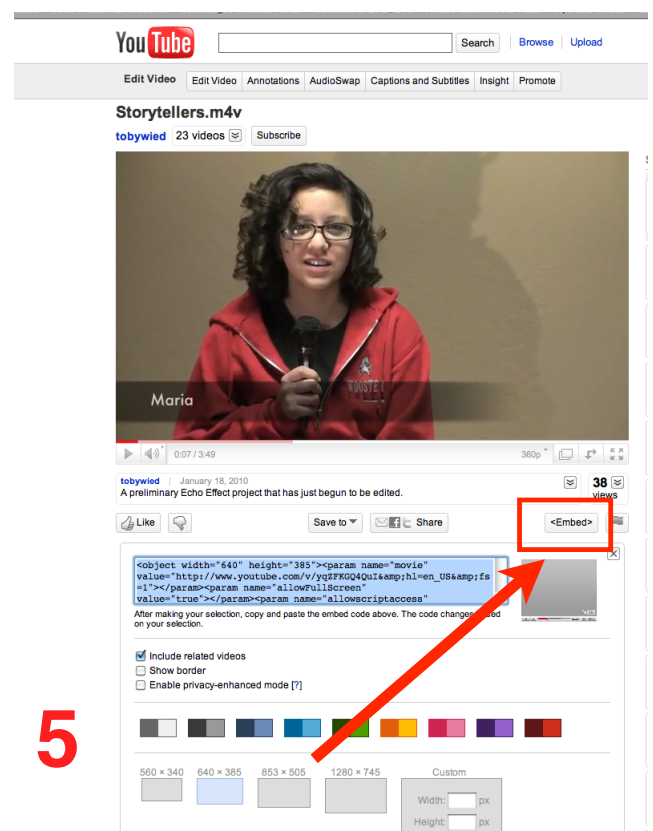 You Tube Search Browse Upload
Edit Video Edit Video Annotations AudioSwap Captions and Subtitles Insight Promote
Storytellers.m4v
tobywied 23 videos Subscribe
WOOSTER
Maria
0:07 / 3:49 360p
tobywied | January 18, 2010 38
A preliminary Echo Effect project that has just begun to be edited. views
Like Save to Share <Embed>
<object width="640" height="385"><param name="movie"
value="http://www.youtube.com/v/yqZFKGQ4QuI&amp;hl=en_US&amp;fs
=1"></param><param name="allowFullScreen"
value="true"></param><param name="allowscriptaccess"
After making your selection, copy and paste the embed code above. The code changes
on your selection.
Include related videos
Show border
Enable privacy-enhanced mode [?]
5
560 × 340 640 × 385 853 × 505 1280 × 745 Custom
Width: px
Height: px